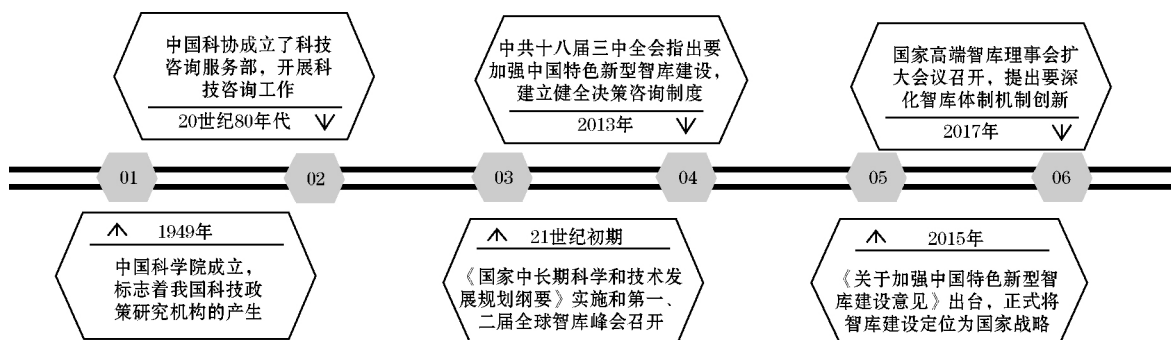 中国科协成立了科技
咨询服务部，开展科
技咨询工作
20世纪80年代
中共十八届三中全会指出要
加强中国特色新型智库建设，
建立健全决策咨询制度
2013年
国家高端智库理事会扩
大会议召开，提出要深
化智库体制机制创新
2017年
01
02
03
04
05
06
1949年
中国科学院成立，
标志着我国科技政
策研究机构的产生
21世纪初期
《国家中长期科学和技术发
展规划纲要》实施和第一、
二届全球智库峰会召开
2015年
《关于加强中国特色新型智
库建设意见》出台，正式将
智库建设定位为国家战略